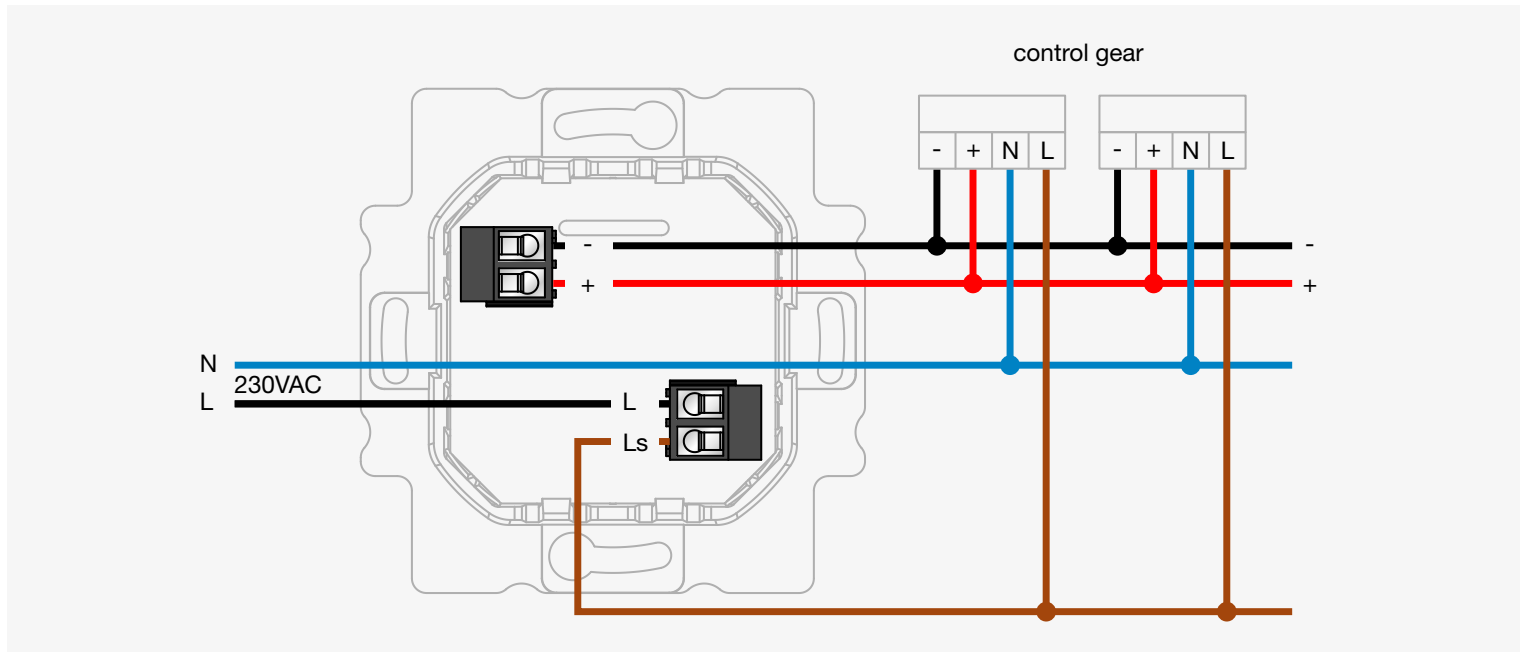 control gear
- + N L - + N L
- -
+ +
N
230VAC
L L
Ls